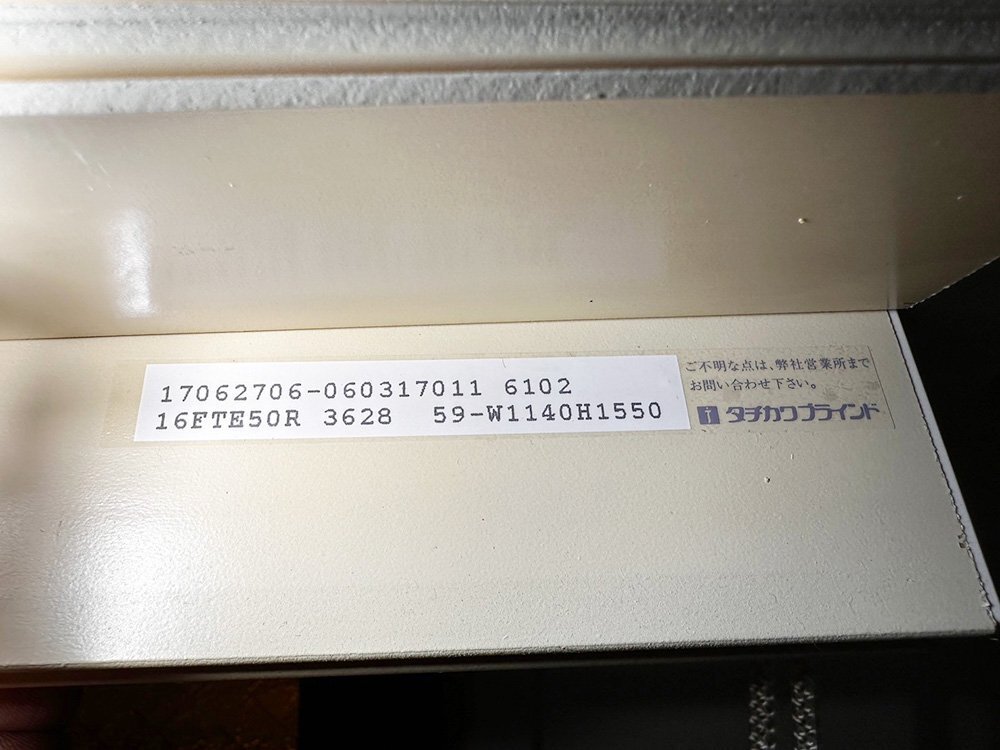 17062706-060317011 6102
16FTE50R 3628 59-W1140H1550
ご不明な点は、弊社営業所まで
お問い合わせ下さい。
タチカワブラインド